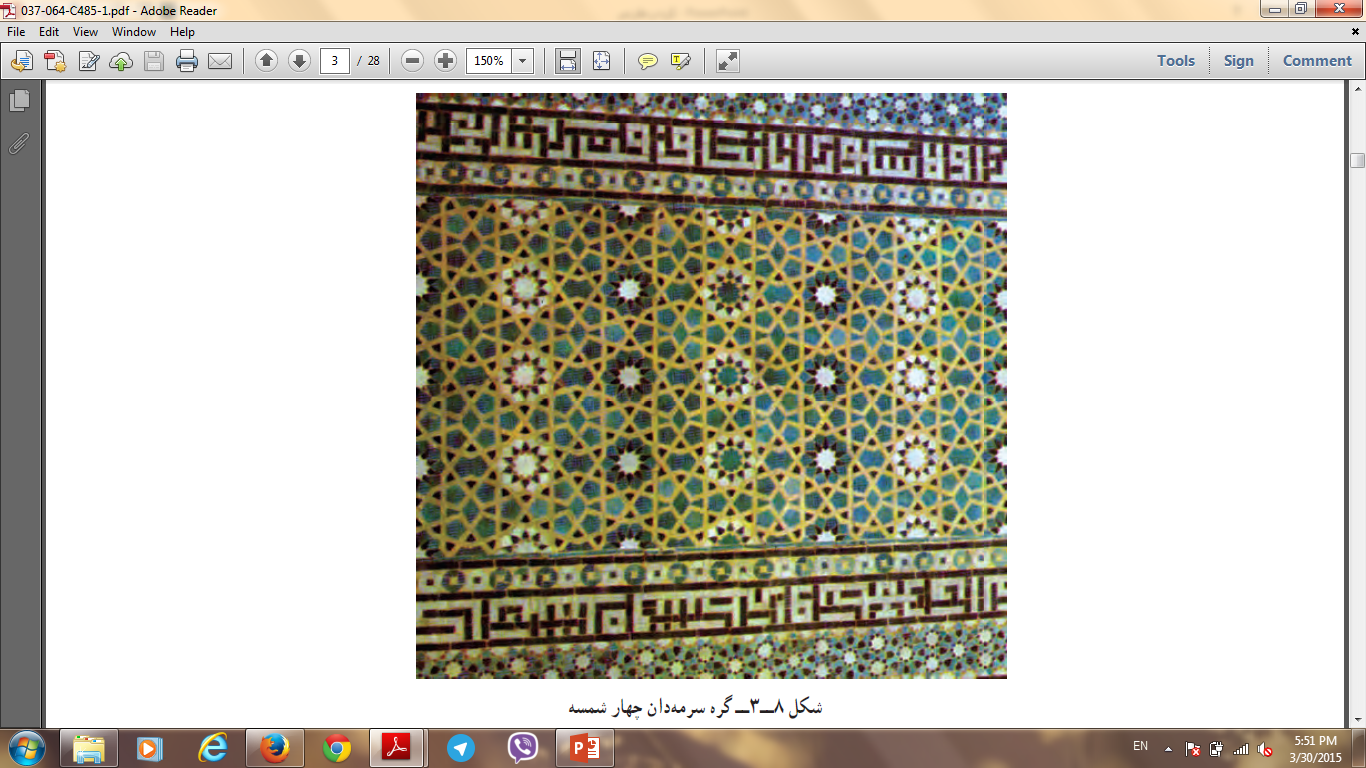 037-064-C485-1.pdf - Adobe Reader
File Edit View Window Help
3 / 28 150% Tools Sign Comment
شکل ۸ــ۳ــ گره سرمه‌دان چهار شمسه
EN 5:51 PM
3/30/2015